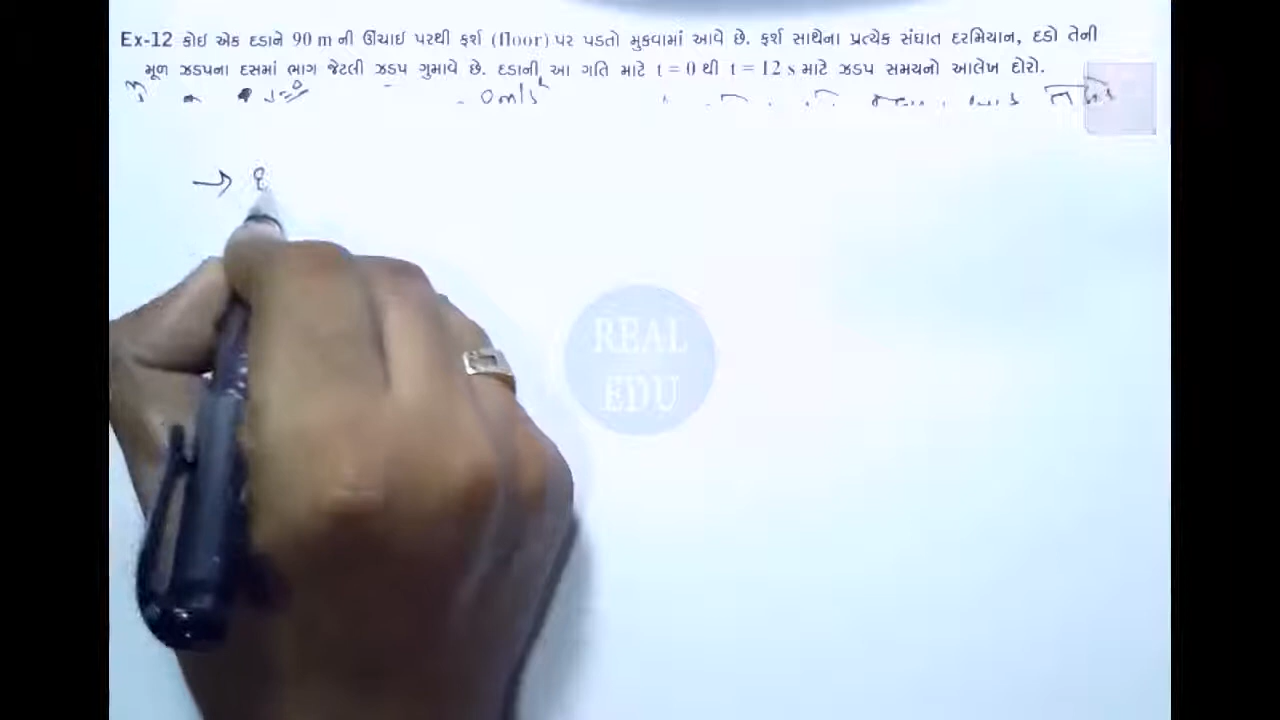 Ex-12 કોઇ એક દડાને 90 m ની ઊંચાઇ પરથી ફર્શ (floor) પર પડતો મુકવામાં આવે છે. ફર્શ સાથેના પ્રત્યેક સંઘાત દરમિયાન, દડો તેની
મૂળ ઝડપના દસમાં ભાગ જેટલી ઝડપ ગુમાવે છે. દડાની આ ગતિ માટે t = 0 થી t = 12 s માટે ઝડપ સમયનો આલેખ દોરો.
0m/s²
→ ઠ
REAL
EDU